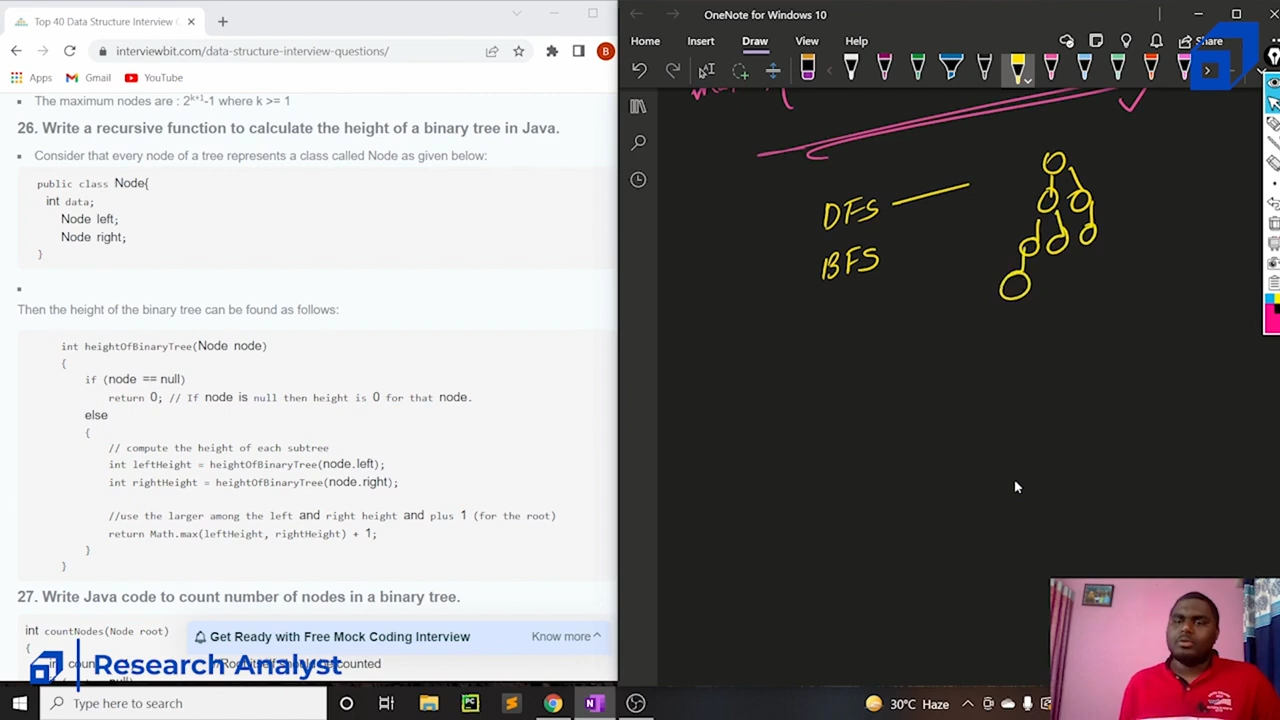 Top 40 Data Structure Interview
interviewbit.com/data-structure-interview-questions/
B
Apps Gmail YouTube
The maximum nodes are : 2^k+1-1 where k >= 1
26. Write a recursive function to calculate the height of a binary tree in Java.
Consider that every node of a tree represents a class called Node as given below:
public class Node{
int data;
Node left;
Node right;
}
Then the height of the binary tree can be found as follows:
int heightOfBinaryTree(Node node)
{
if (node == null)
return 0; // If node is null then height is 0 for that node.
else
{
// compute the height of each subtree
int leftHeight = heightOfBinaryTree(node.left);
int rightHeight = heightOfBinaryTree(node.right);
//use the larger among the left and right height and plus 1 (for the root)
return Math.max(leftHeight, rightHeight) + 1;
}
}
27. Write Java code to count number of nodes in a binary tree.
int countNodes(Node root)
{
Get Ready with Free Mock Coding Interview Know more
int coun
be counted
Research Analyst
Type here to search
OneNote for Windows 10
Home Insert Draw View Help Share
DFS
BFS
30°C Haze